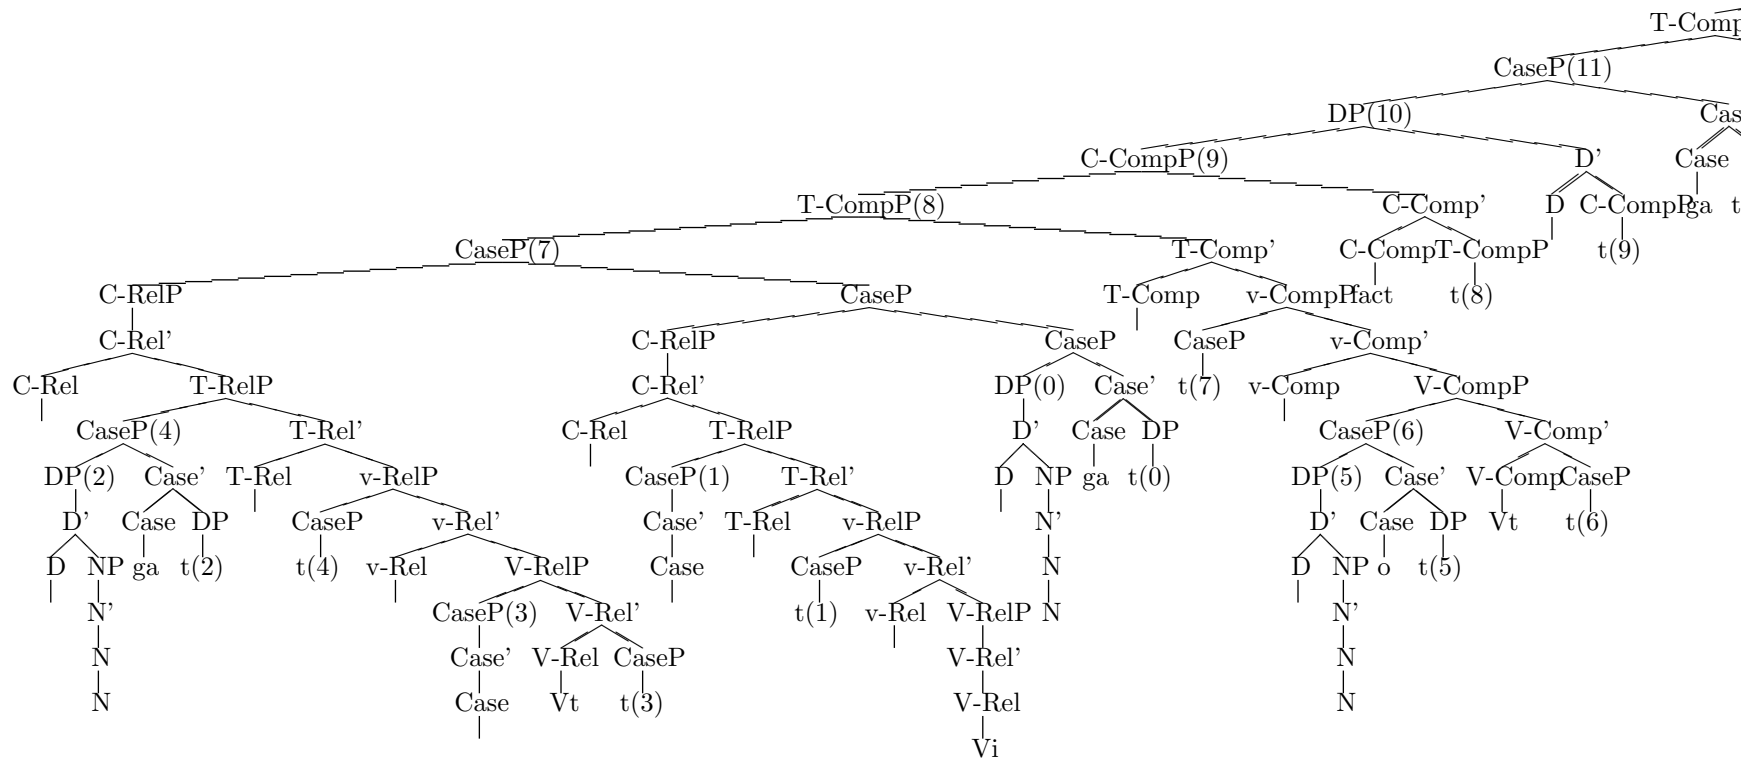 T-Comp
CaseP(11)
DP(10) Cas
C-CompP(9) D' Case
T-CompP(8) C-Comp' D C-CompP ga t
CaseP(7) T-Comp' C-Comp T-CompP t(9)
C-RelP CaseP T-Comp v-CompP fact t(8)
C-Rel' C-RelP CaseP CaseP v-Comp'
C-Rel T-RelP C-Rel' DP(0) Case' t(7) v-Comp V-CompP
CaseP(4) T-Rel' C-Rel T-RelP D' Case DP CaseP(6) V-Comp'
DP(2) Case' T-Rel v-RelP CaseP(1) T-Rel' D NP ga t(0) DP(5) Case' V-Comp CaseP
D' Case DP CaseP v-Rel' Case' T-Rel v-RelP N' D' Case DP Vt t(6)
D NP ga t(2) t(4) v-Rel V-RelP Case CaseP v-Rel' N D NP o t(5)
N' CaseP(3) V-Rel' t(1) v-Rel V-RelP N N'
N Case' V-Rel CaseP V-Rel' N
N Case Vt t(3) V-Rel N
Vi